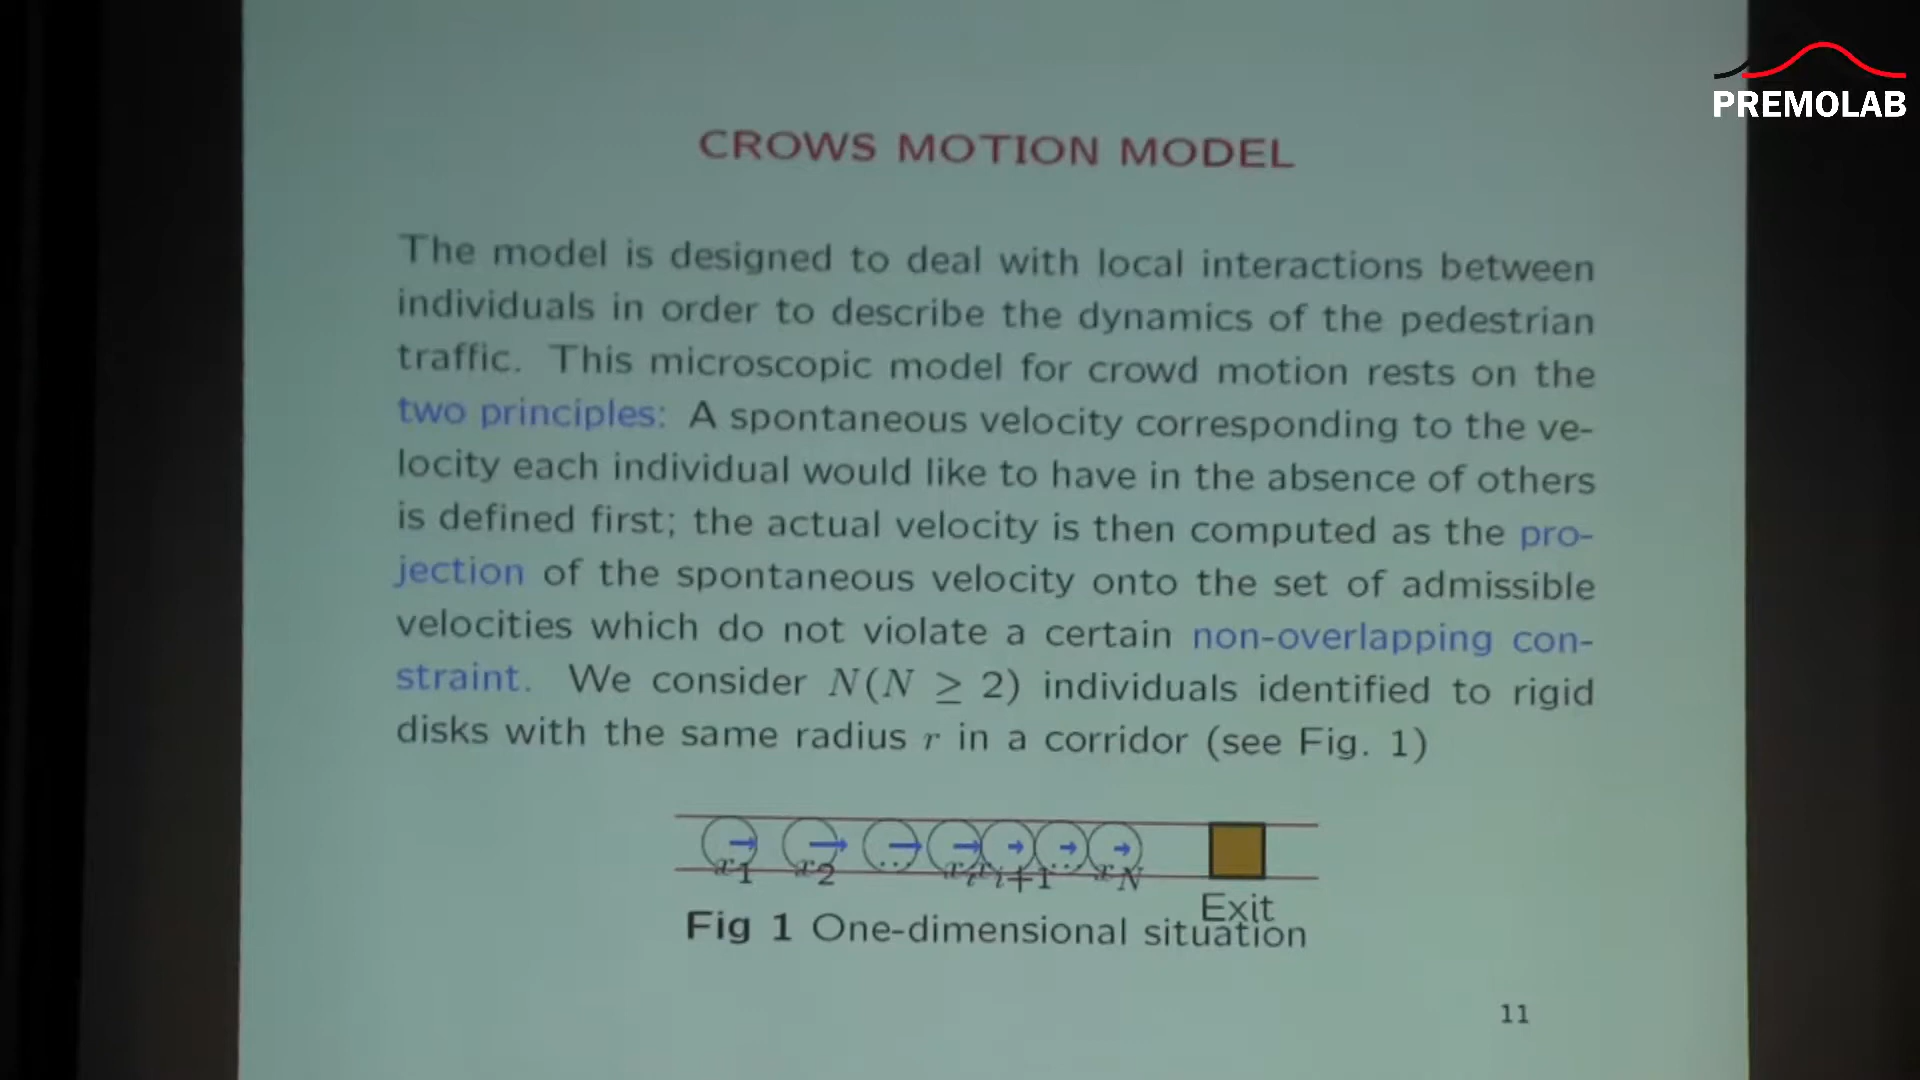 PREMOLAB
CROWS MOTION MODEL
The model is designed to deal with local interactions between
individuals in order to describe the dynamics of the pedestrian
traffic. This microscopic model for crowd motion rests on the
two principles: A spontaneous velocity corresponding to the ve-
locity each individual would like to have in the absence of others
is defined first; the actual velocity is then computed as the pro-
jection of the spontaneous velocity onto the set of admissible
velocities which do not violate a certain non-overlapping con-
straint. We consider N(N ≥ 2) individuals identified to rigid
disks with the same radius r in a corridor (see Fig. 1)
x1 x2 ... xi xi+1 ... xN
Exit
Fig 1 One-dimensional situation
11